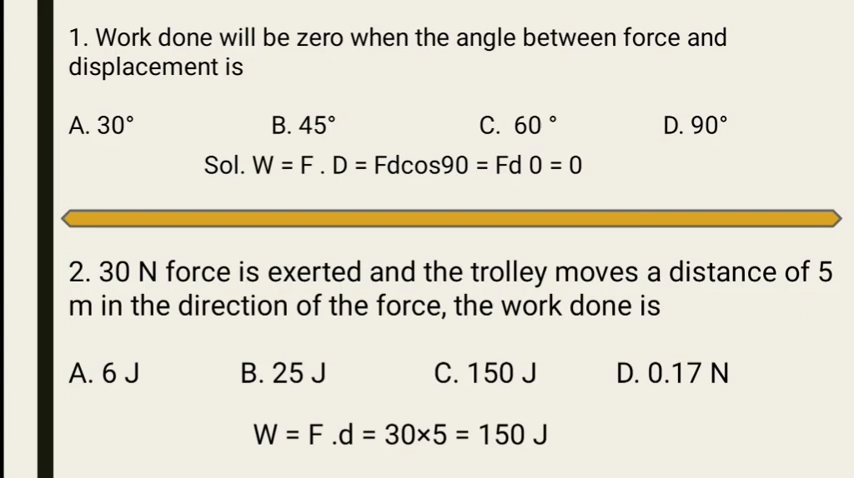 1. Work done will be zero when the angle between force and
displacement is
A. 30° B. 45° C. 60 ° D. 90°
Sol. W = F . D = Fdcos90 = Fd 0 = 0
2. 30 N force is exerted and the trolley moves a distance of 5
m in the direction of the force, the work done is
A. 6 J B. 25 J C. 150 J D. 0.17 N
W = F .d = 30×5 = 150 J